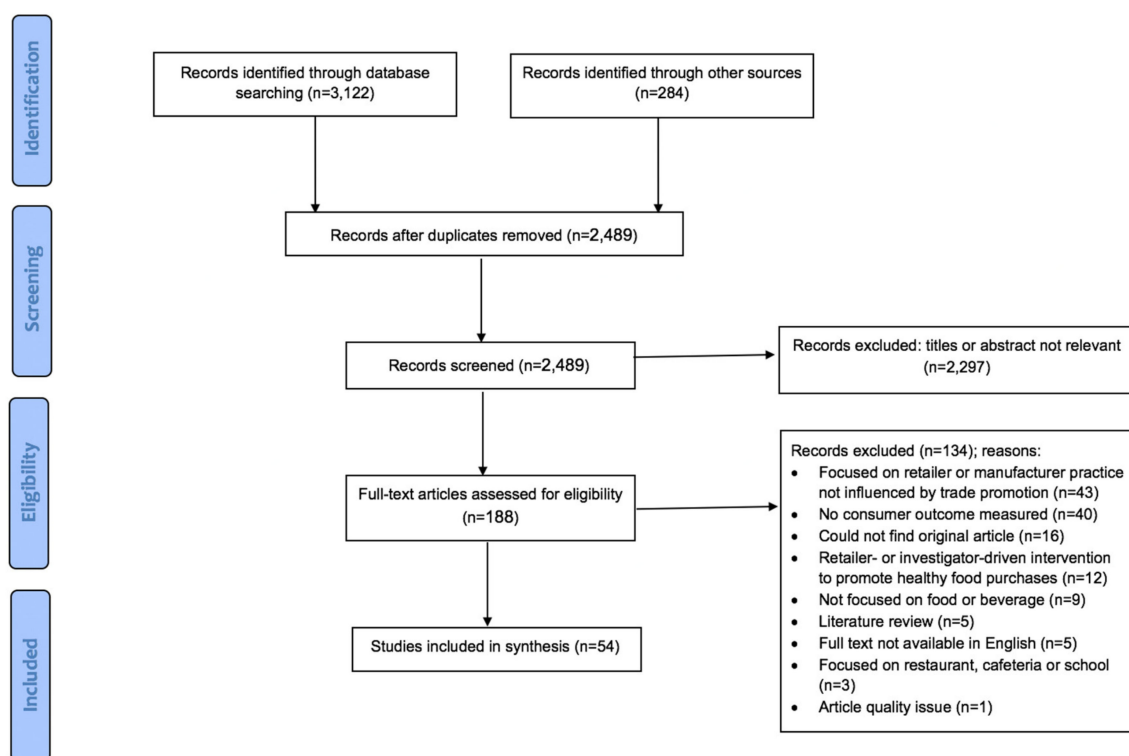 Identification
Records identified through database
searching (n=3,122)
Records identified through other sources
(n=284)
Screening
Records after duplicates removed (n=2,489)
Records screened (n=2,489)
Records excluded: titles or abstract not relevant
(n=2,297)
Eligibility
Full-text articles assessed for eligibility
(n=188)
Records excluded (n=134); reasons:
• Focused on retailer or manufacturer practice
not influenced by trade promotion (n=43)
• No consumer outcome measured (n=40)
• Could not find original article (n=16)
• Retailer- or investigator-driven intervention
to promote healthy food purchases (n=12)
• Not focused on food or beverage (n=9)
• Literature review (n=5)
• Full text not available in English (n=5)
• Focused on restaurant, cafeteria or school
(n=3)
• Article quality issue (n=1)
Included
Studies included in synthesis (n=54)